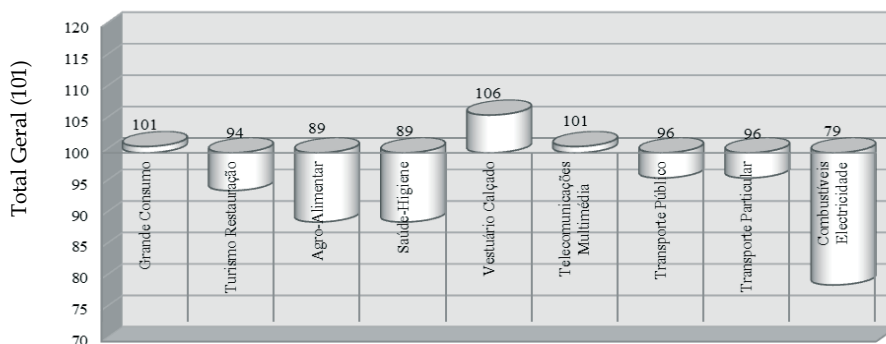 Total Geral (101)
120
115
110
105
100
95
90
85
80
75
70
101
94
89
89
106
101
96
96
79
Grande Consumo
Turismo Restauração
Agro-Alimentar
Saúde-Higiene
Vestuário Calçado
Telecomunicações
Multimédia
Transporte Público
Transporte Particular
Combustíveis
Electricidade